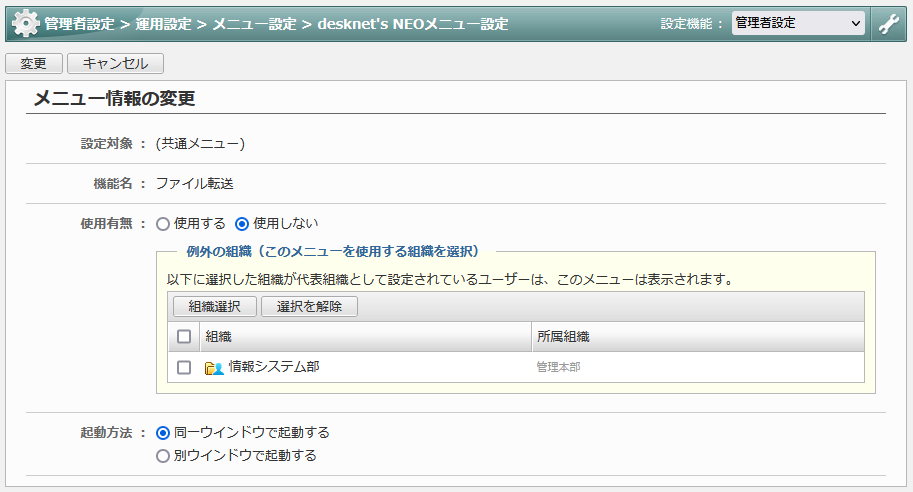 管理者設定 > 運用設定 > メニュー設定 > desknet's NEOメニュー設定 設定機能： 管理者設定
変更 キャンセル
メニュー情報の変更
設定対象： (共通メニュー)
機能名： ファイル転送
使用有無： 使用する 使用しない
例外の組織（このメニューを使用する組織を選択）
以下に選択した組織が代表組織として設定されているユーザーは、このメニューは表示されます。
組織選択 選択を解除
組織 所属組織
情報システム部 管理本部
起動方法： 同一ウインドウで起動する
別ウインドウで起動する